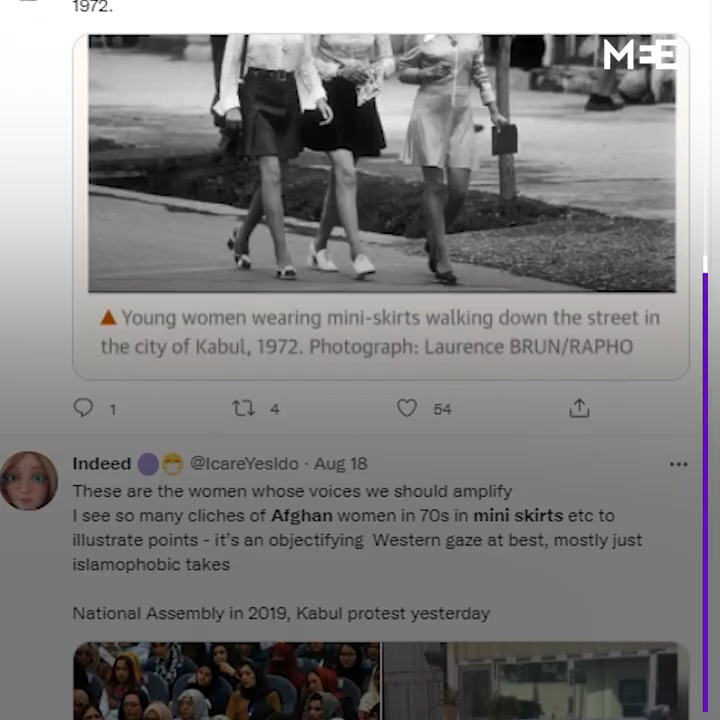 1972.
MEE
Young women wearing mini-skirts walking down the street in
the city of Kabul, 1972. Photograph: Laurence BRUN/RAPHO
1 4 54
Indeed @IcareYesIdo · Aug 18
These are the women whose voices we should amplify
I see so many cliches of Afghan women in 70s in mini skirts etc to
illustrate points - it's an objectifying Western gaze at best, mostly just
islamophobic takes
National Assembly in 2019, Kabul protest yesterday